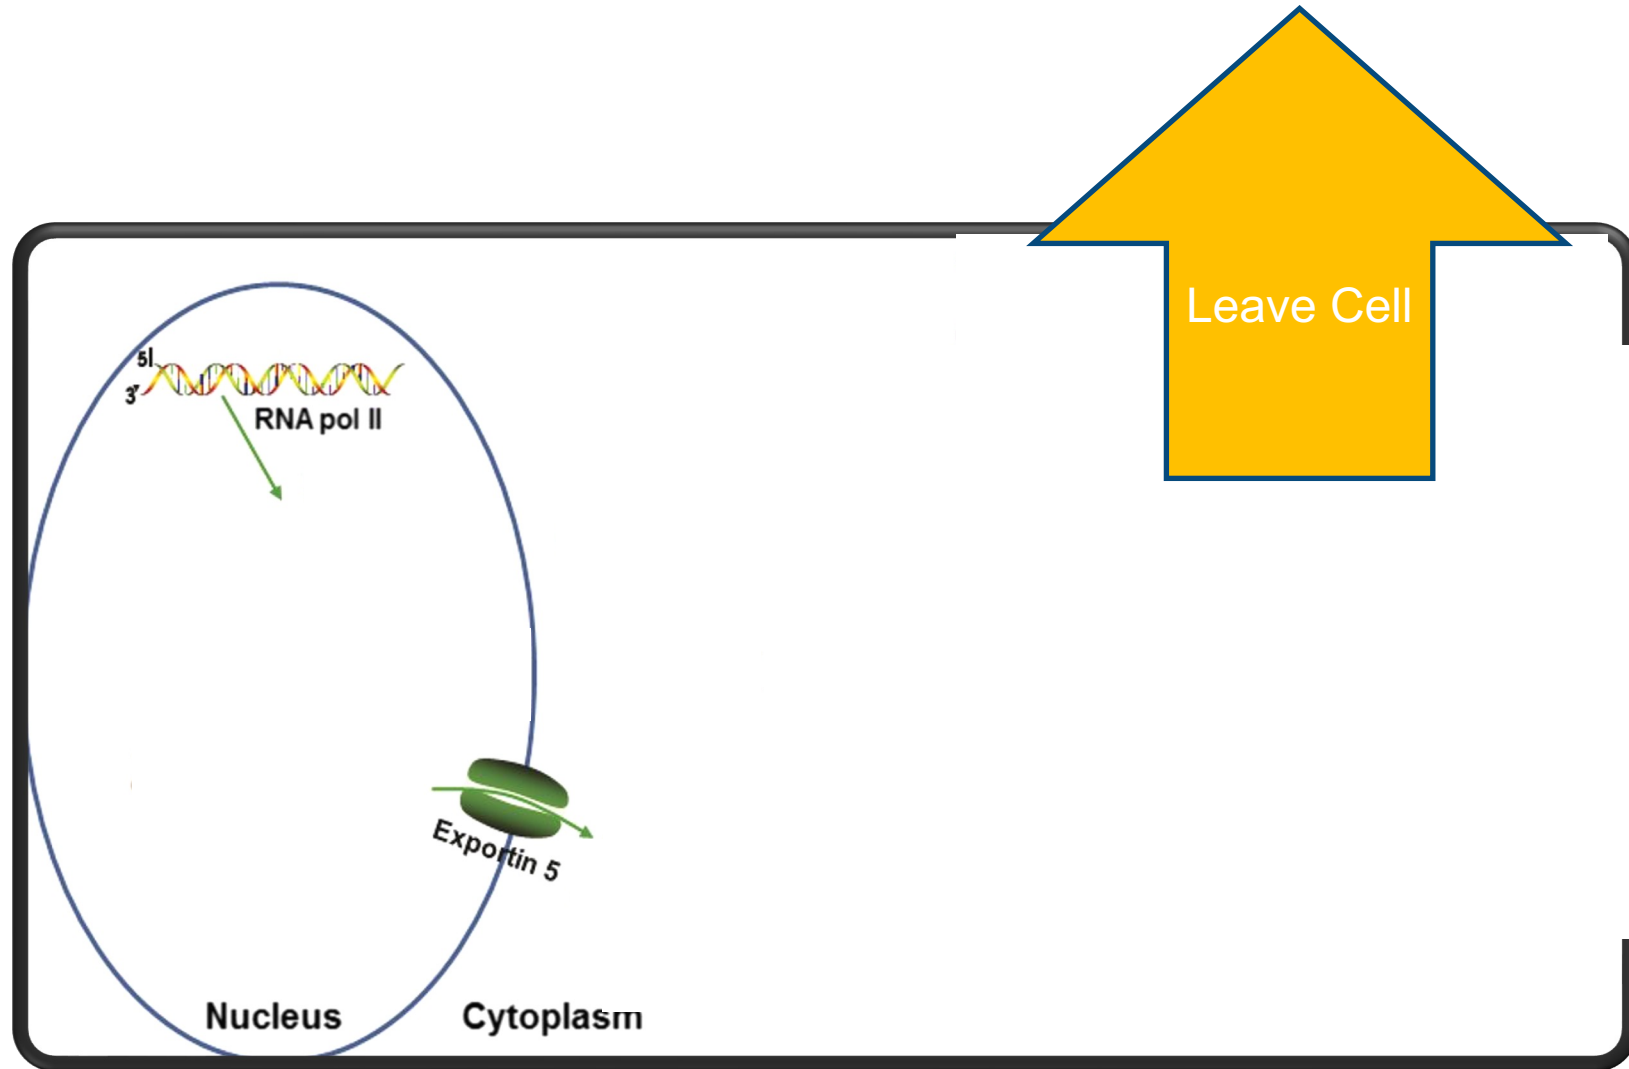 Leave Cell
5|
3'
RNA pol II
Exportin 5
Nucleus
Cytoplasm